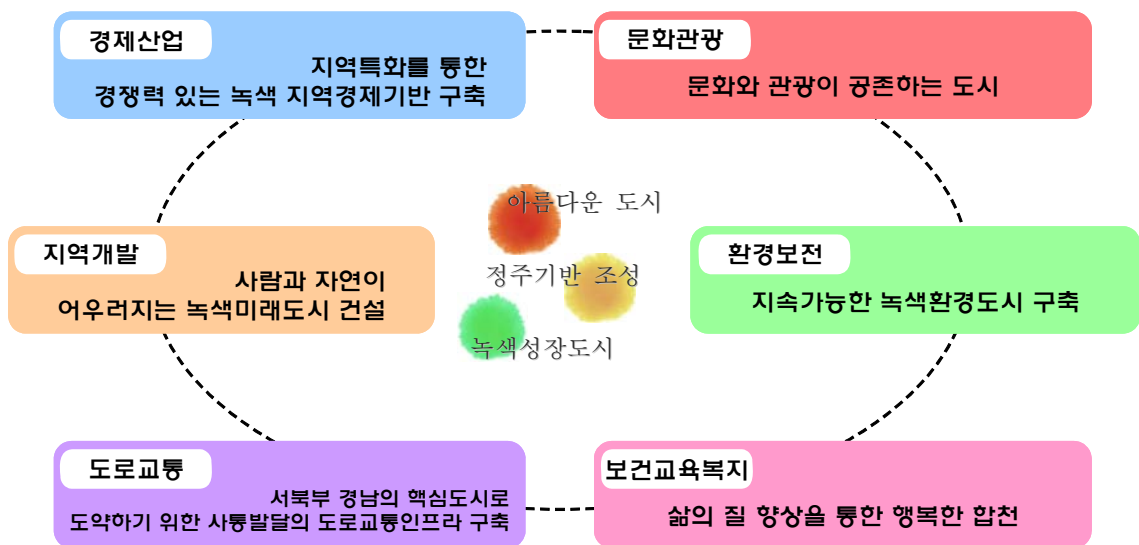 경제산업
지역특화를 통한
경쟁력 있는 녹색 지역경제기반 구축
문화관광
문화와 관광이 공존하는 도시
아름다운 도시
정주기반 조성
녹색성장도시
지역개발
사람과 자연이
어우러지는 녹색미래도시 건설
환경보전
지속가능한 녹색환경도시 구축
도로교통
서북부 경남의 핵심도시로
도약하기 위한 사통발달의 도로교통인프라 구축
보건교육복지
삶의 질 향상을 통한 행복한 합천